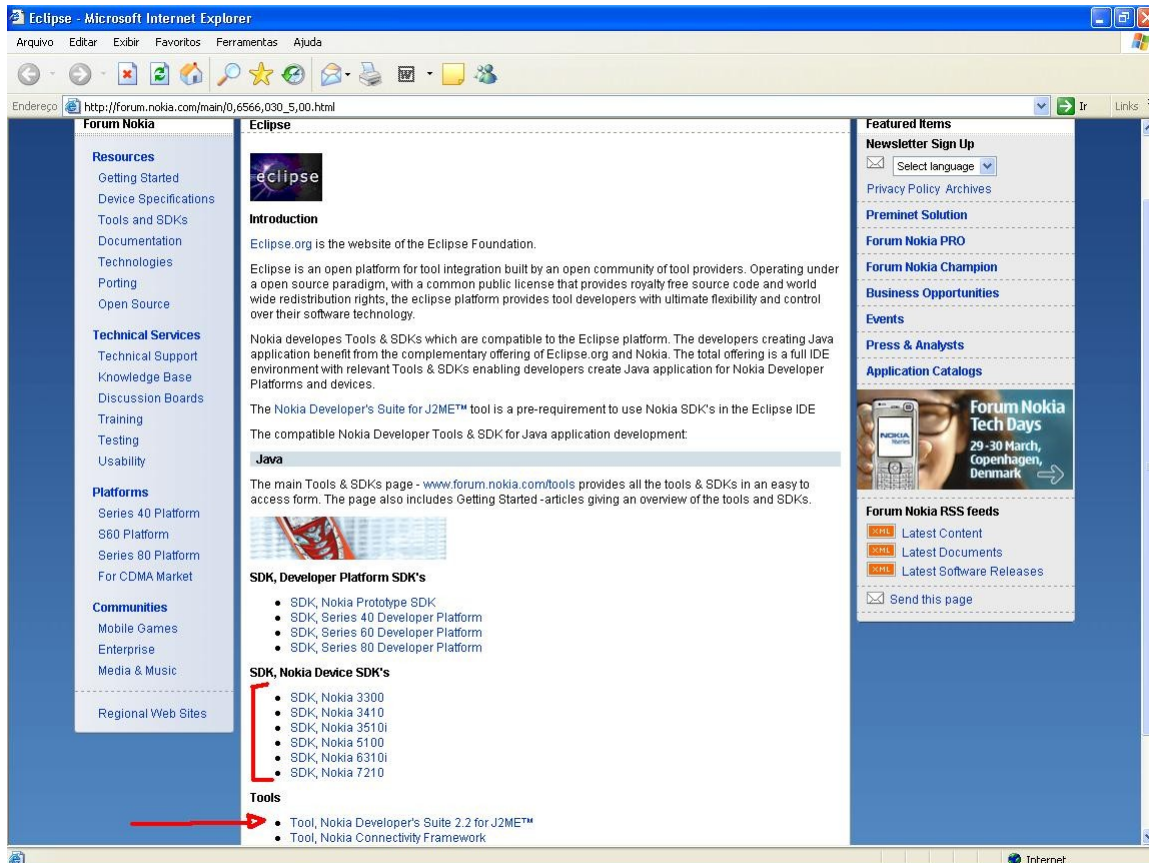 Eclipse - Microsoft Internet Explorer
Arquivo Editar Exibir Favoritos Ferramentas Ajuda
Endereço http://forum.nokia.com/main/0,6566,030_5,00.html Ir Links
Forum Nokia
Resources
Getting Started
Device Specifications
Tools and SDKs
Documentation
Technologies
Porting
Open Source
Technical Services
Technical Support
Knowledge Base
Discussion Boards
Training
Testing
Usability
Platforms
Series 40 Platform
S60 Platform
Series 80 Platform
For CDMA Market
Communities
Mobile Games
Enterprise
Media & Music
Regional Web Sites
Eclipse
eclipse
Introduction
Eclipse.org is the website of the Eclipse Foundation.
Eclipse is an open platform for tool integration built by an open community of tool providers. Operating under
a open source paradigm, with a common public license that provides royalty free source code and world
wide redistribution rights, the eclipse platform provides tool developers with ultimate flexibility and control
over their software technology.
Nokia developes Tools & SDKs which are compatible to the Eclipse platform. The developers creating Java
application benefit from the complementary offering of Eclipse.org and Nokia. The total offering is a full IDE
environment with relevant Tools & SDKs enabling developers create Java application for Nokia Developer
Platforms and devices.
The Nokia Developer's Suite for J2ME™ tool is a pre-requirement to use Nokia SDK's in the Eclipse IDE
The compatible Nokia Developer Tools & SDK for Java application development:
Java
The main Tools & SDKs page - www.forum.nokia.com/tools provides all the tools & SDKs in an easy to
access form. The page also includes Getting Started -articles giving an overview of the tools and SDKs.
SDK, Developer Platform SDK's
SDK, Nokia Prototype SDK
SDK, Series 40 Developer Platform
SDK, Series 60 Developer Platform
SDK, Series 80 Developer Platform
SDK, Nokia Device SDK's
SDK, Nokia 3300
SDK, Nokia 3410
SDK, Nokia 3510i
SDK, Nokia 5100
SDK, Nokia 6310i
SDK, Nokia 7210
Tools
Tool, Nokia Developer's Suite 2.2 for J2ME™
Tool, Nokia Connectivity Framework
Featured Items
Newsletter Sign Up
Select language
Privacy Policy Archives
Preminet Solution
Forum Nokia PRO
Forum Nokia Champion
Business Opportunities
Events
Press & Analysts
Application Catalogs
NOKIA
Forum Nokia
Tech Days
29-30 March,
Copenhagen,
Denmark
Forum Nokia RSS feeds
XML Latest Content
XML Latest Documents
XML Latest Software Releases
Send this page
Internet